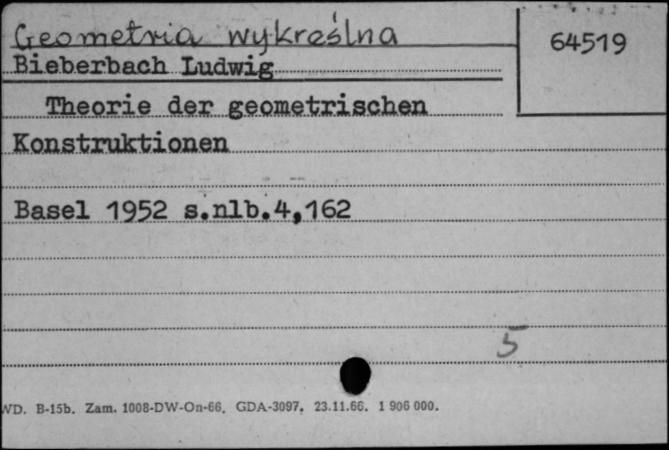 Geometria wykreślna
64519
Bieberbach Ludwig
Theorie der geometrischen
Konstruktionen
Basel 1952 s.nlb.4,162
5
WD. B-15b. Zam. 1008-DW-On-66. GDA-3097. 23.11.66. 1 906 000.